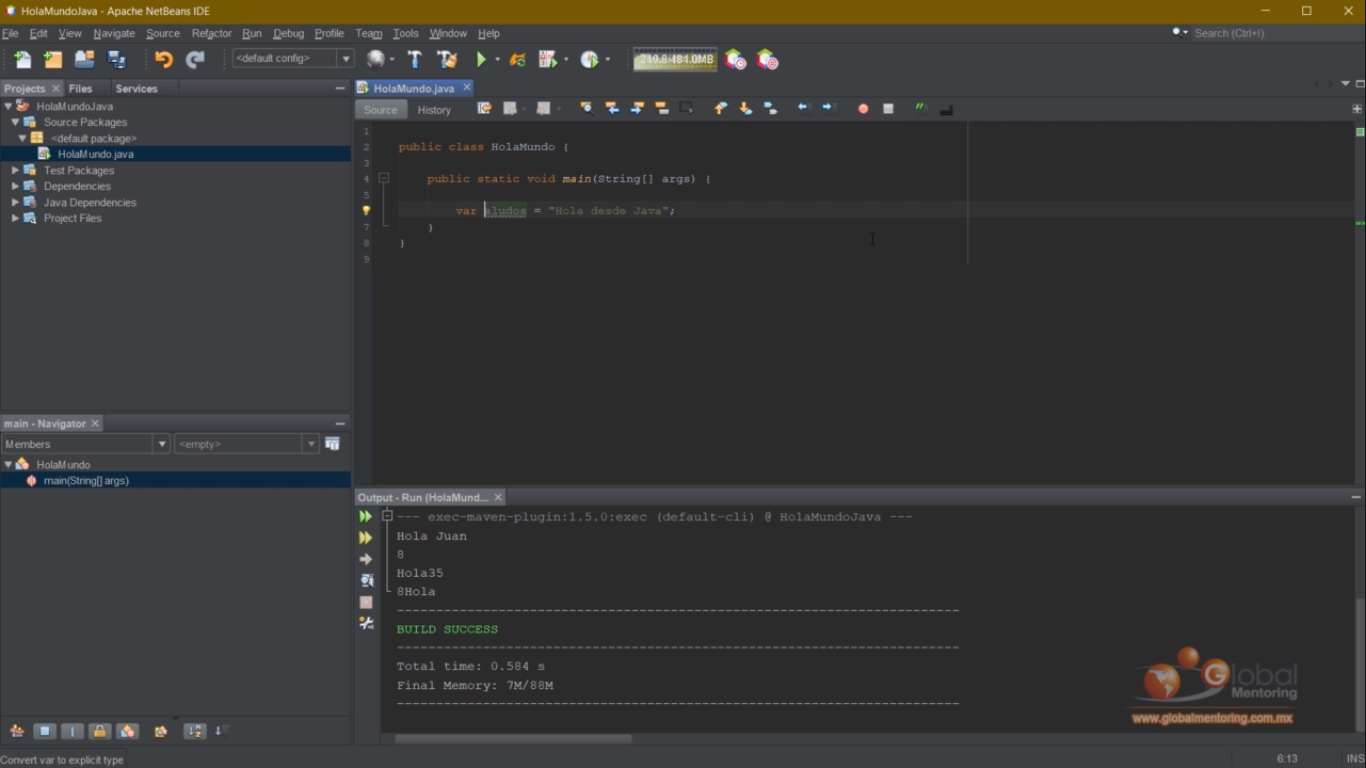 HolaMundoJava - Apache NetBeans IDE
File Edit View Navigate Source Refactor Run Debug Profile Team Tools Window Help
Search (Ctrl+I)
<default config>
219.8/481.0MB
Projects Files Services
HolaMundoJava
Source Packages
<default package>
HolaMundo.java
Test Packages
Dependencies
Java Dependencies
Project Files
HolaMundo.java
Source History
1
2 public class HolaMundo {
3
4 public static void main(String[] args) {
5
var aludos = "Hola desde Java";
7 }
8 }
9
main - Navigator
Members <empty>
HolaMundo
main(String[] args)
Output - Run (HolaMund...
--- exec-maven-plugin:1.5.0:exec (default-cli) @ HolaMundoJava ---
Hola Juan
8
Hola35
8Hola
------------------------------------------------------------------------
BUILD SUCCESS
------------------------------------------------------------------------
Total time: 0.584 s
Final Memory: 7M/88M
------------------------------------------------------------------------
Global
Mentoring
www.globalmentoring.com.mx
Convert var to explicit type
6:13 INS